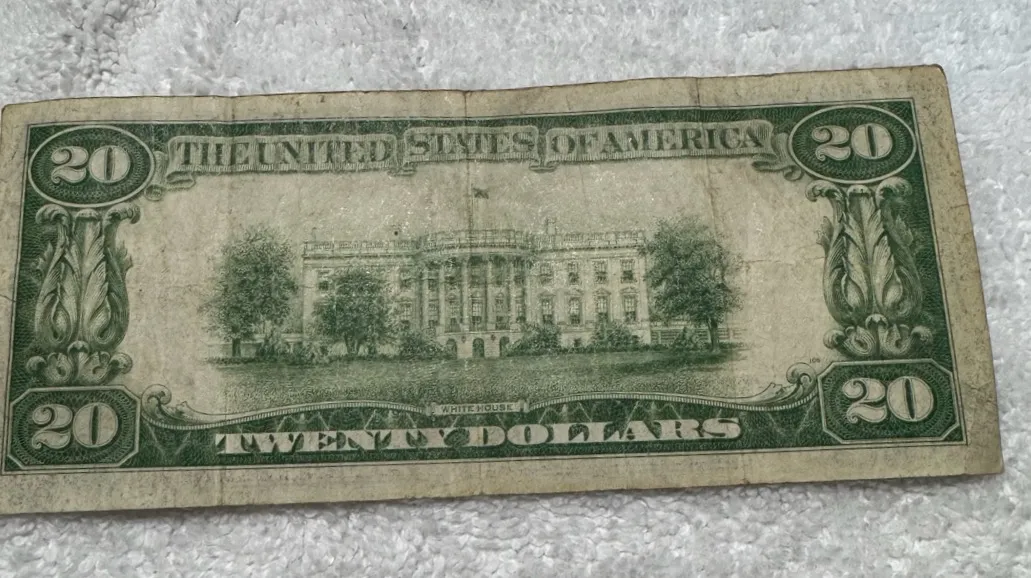 20 THE UNITED STATES OF AMERICA 20
WHITE HOUSE
20 TWENTY DOLLARS 20